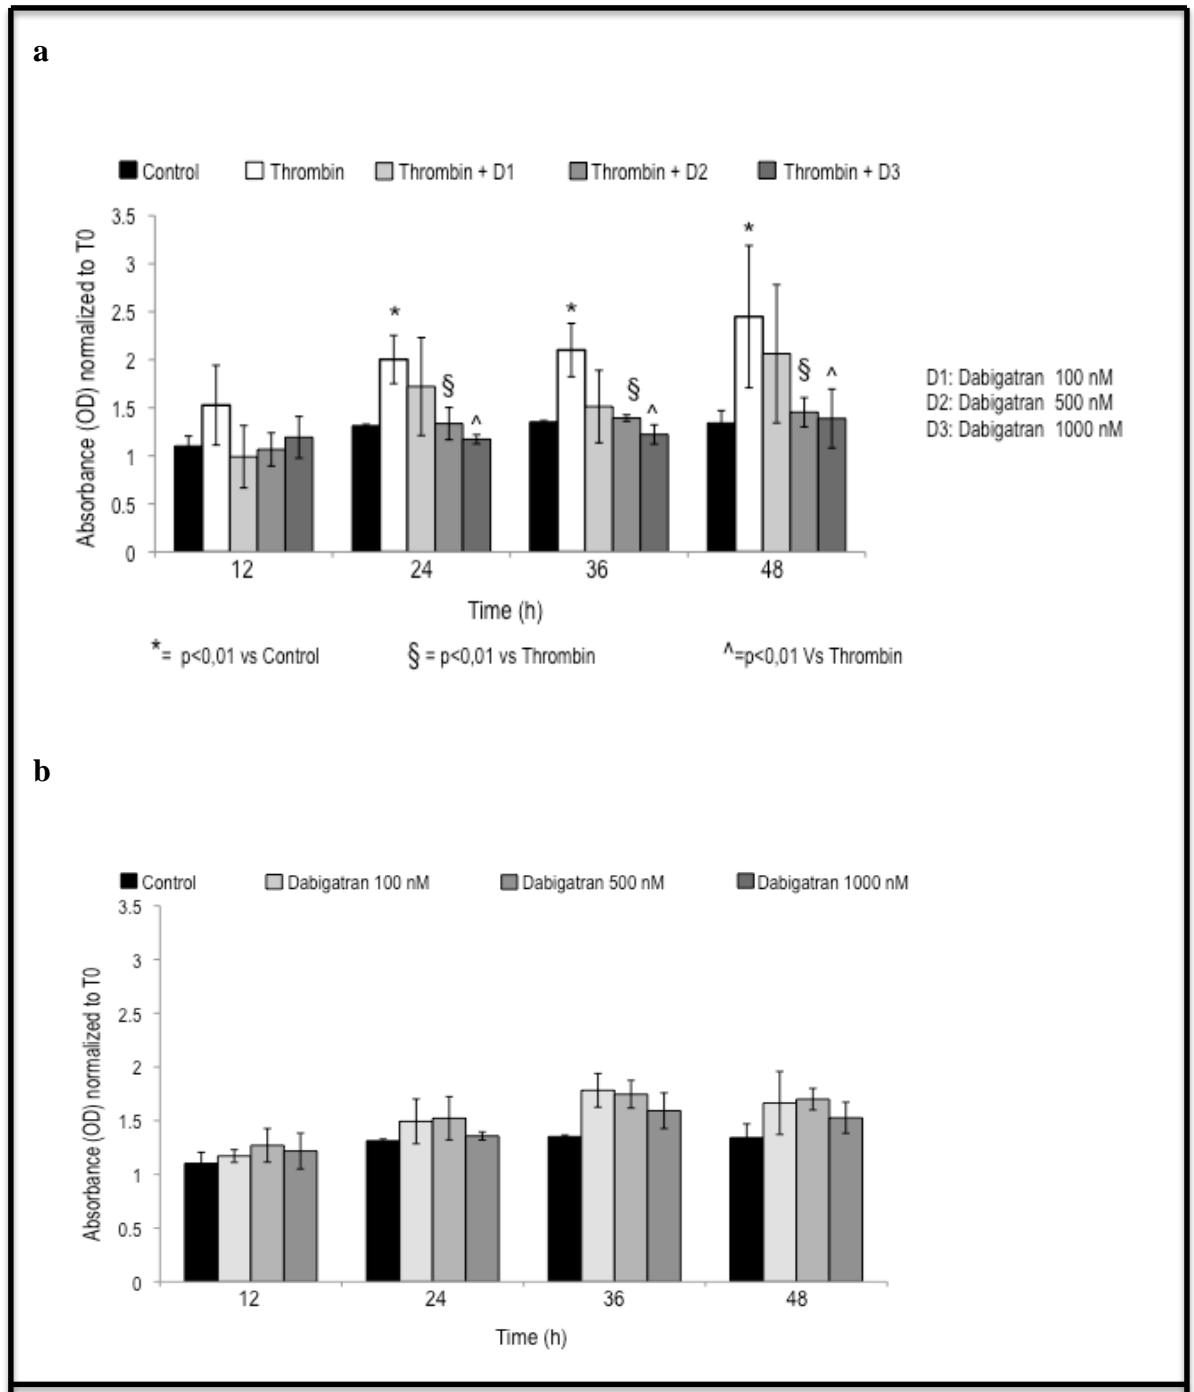 a
Control Thrombin Thrombin + D1 Thrombin + D2 Thrombin + D3
Absorbance (OD) normalized to T0
3.5
3
2.5
2
1.5
1
0.5
0
* * *
§ ^ § ^ § ^
12 24 36 48
Time (h)
D1: Dabigatran 100 nM
D2: Dabigatran 500 nM
D3: Dabigatran 1000 nM
*= p<0,01 vs Control § = p<0,01 vs Thrombin ^=p<0,01 Vs Thrombin
b
Control Dabigatran 100 nM Dabigatran 500 nM Dabigatran 1000 nM
Absorbance (OD) normalized to T0
3.5
3
2.5
2
1.5
1
0.5
0
12 24 36 48
Time (h)